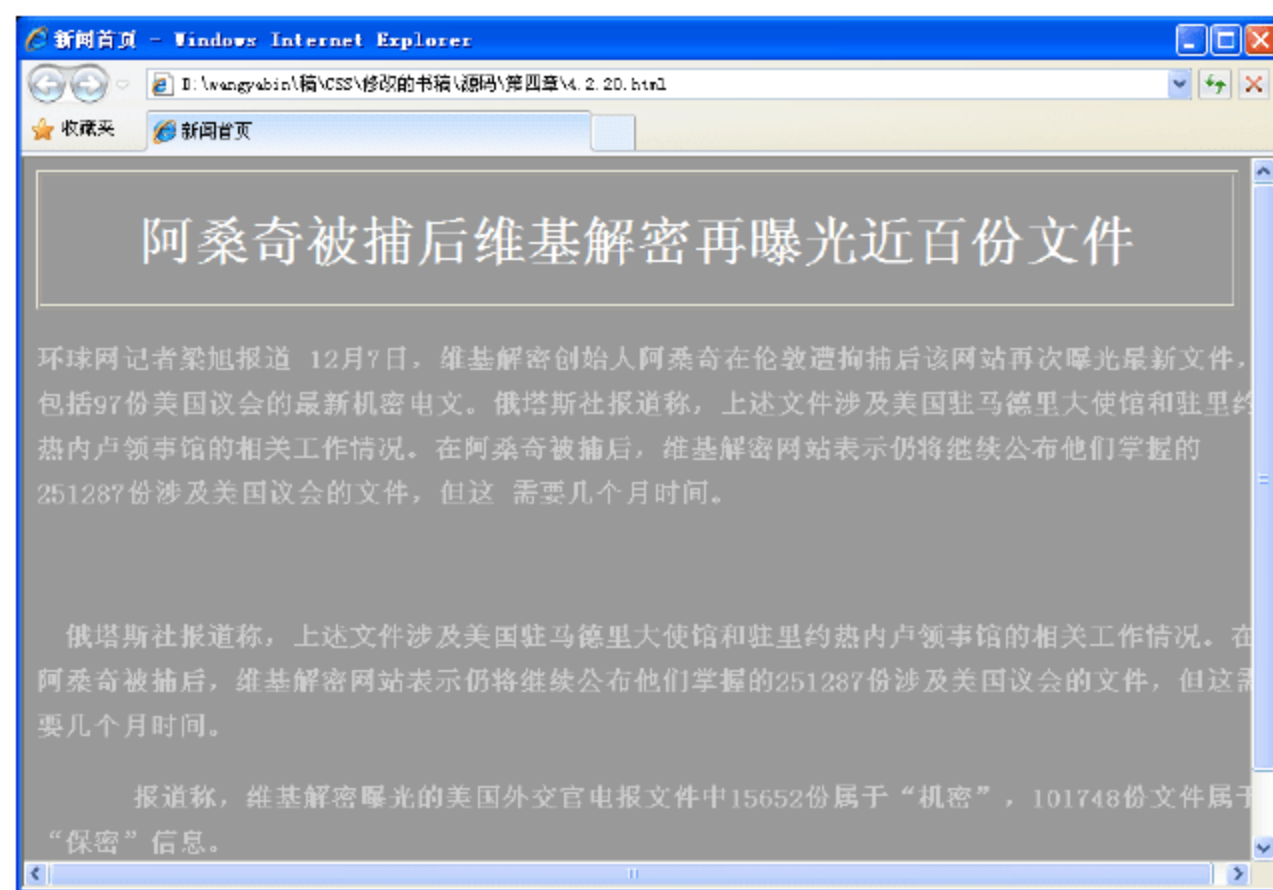 新闻首页 - Windows Internet Explorer
D:\wangyabin\稿\CSS\修改的书稿\源码\第四章\4.2.20.html
收藏夹 新闻首页
阿桑奇被捕后维基解密再曝光近百份文件
环球网记者梁旭报道 12月7日，维基解密创始人阿桑奇在伦敦遭拘捕后该网站再次曝光最新文件，
包括97份美国议会的最新机密电文。俄塔斯社报道称，上述文件涉及美国驻马德里大使馆和驻里约
热内卢领事馆的相关工作情况。在阿桑奇被捕后，维基解密网站表示仍将继续公布他们掌握的
251287份涉及美国议会的文件，但这 需要几个月时间。
俄塔斯社报道称，上述文件涉及美国驻马德里大使馆和驻里约热内卢领事馆的相关工作情况。在
阿桑奇被捕后，维基解密网站表示仍将继续公布他们掌握的251287份涉及美国议会的文件，但这需
要几个月时间。
报道称，维基解密曝光的美国外交官电报文件中15652份属于“机密”，101748份文件属于
“保密”信息。